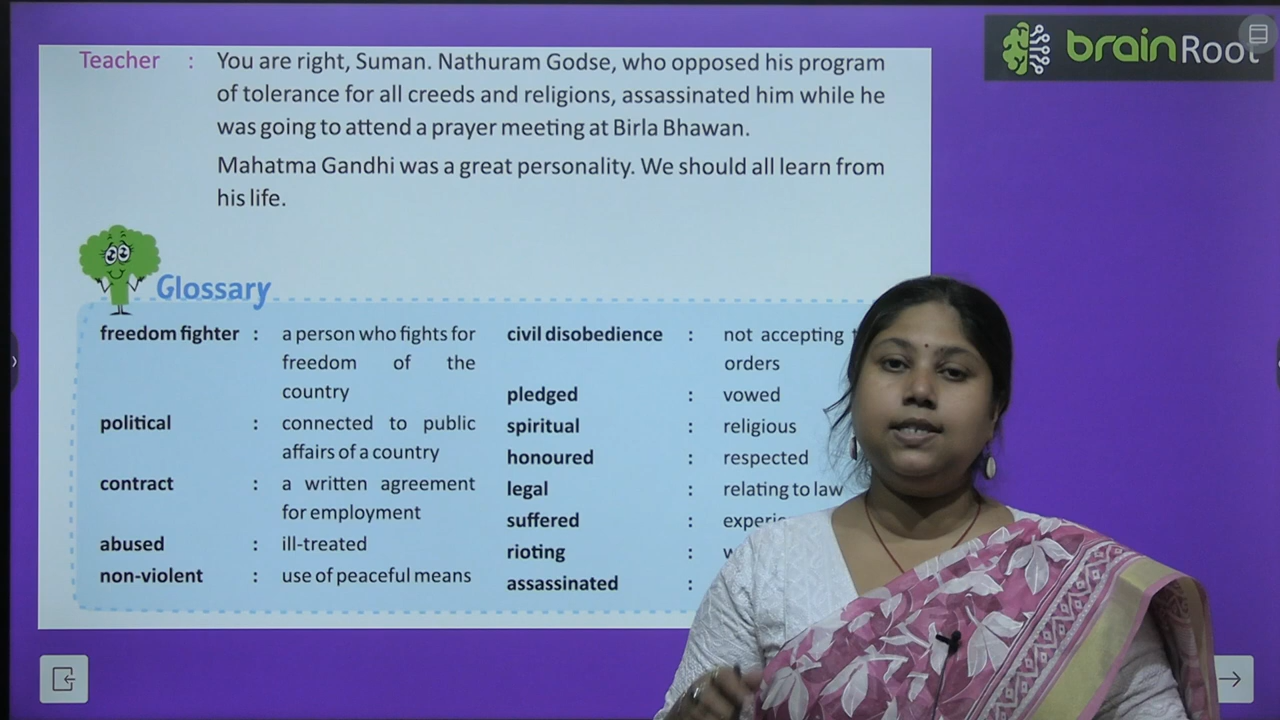 brainRoot
Teacher : You are right, Suman. Nathuram Godse, who opposed his program
of tolerance for all creeds and religions, assassinated him while he
was going to attend a prayer meeting at Birla Bhawan.
Mahatma Gandhi was a great personality. We should all learn from
his life.
Glossary
freedom fighter : a person who fights for
freedom of the
country
political : connected to public
affairs of a country
contract : a written agreement
for employment
abused : ill-treated
non-violent : use of peaceful means
civil disobedience : not accepting
orders
pledged : vowed
spiritual : religious
honoured : respected
legal : relating to law
suffered :
rioting :
assassinated :